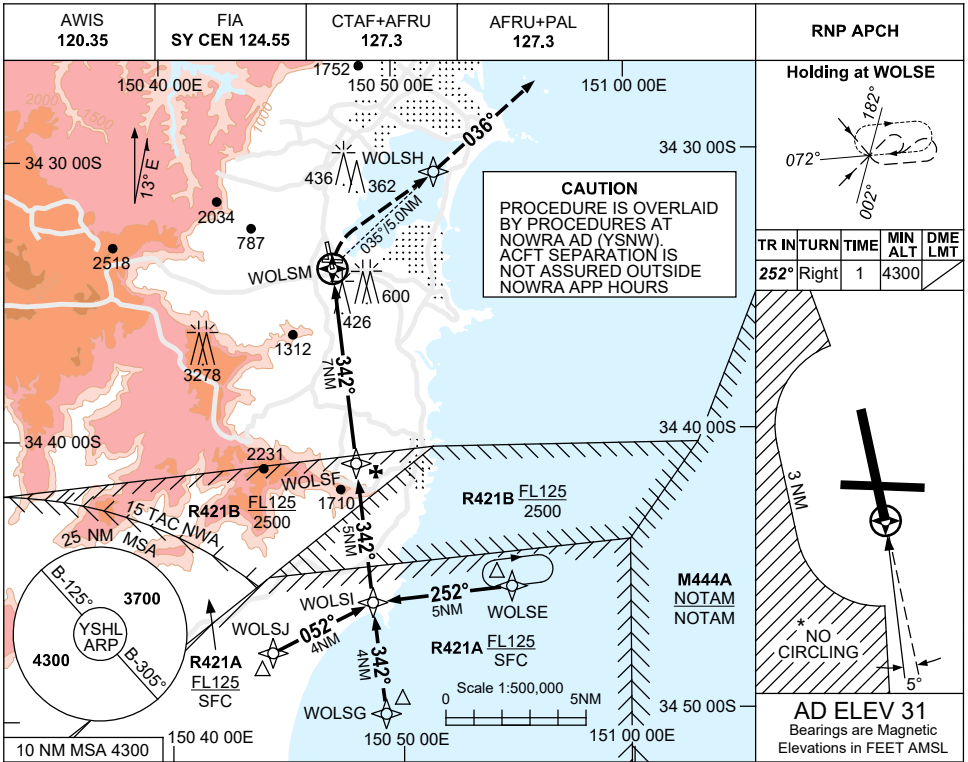 AWIS
120.35
FIA
SY CEN 124.55
CTAF+AFRU
127.3
AFRU+PAL
127.3
RNP APCH
150 40 00E
1752
150 50 00E
151 00 00E
2000
1500
1000
13° E
34 30 00S
34 30 00S
036°
WOLSH
436
362
035°/5.0NM
2034
787
2518
WOLSM
600
426
CAUTION
PROCEDURE IS OVERLAID
BY PROCEDURES AT
NOWRA AD (YSNW).
ACFT SEPARATION IS
NOT ASSURED OUTSIDE
NOWRA APP HOURS
1312
3278
342°
7NM
34 40 00S
34 40 00S
2231
WOLSF
1710
R421B FL125
2500
R421B FL125
2500
15 TAC NWA
25 NM MSA
342°
5NM
WOLSI
252°
5NM
WOLSE
M444A
NOTAM
NOTAM
WOLSJ
052°
4NM
342°
4NM
R421A FL125
SFC
R421A
FL125
SFC
B-125°
3700
YSHL
ARP
4300
B-305°
WOLSG
0 Scale 1:500,000 5NM
34 50 00S
10 NM MSA 4300
150 40 00E
150 50 00E
151 00 00E
Holding at WOLSE
182°
072°
002°
TR IN TURN TIME MIN ALT DME LMT
252° Right 1 4300
3 NM
* NO
CIRCLING
5°
AD ELEV 31
Bearings are Magnetic
Elevations in FEET AMSL